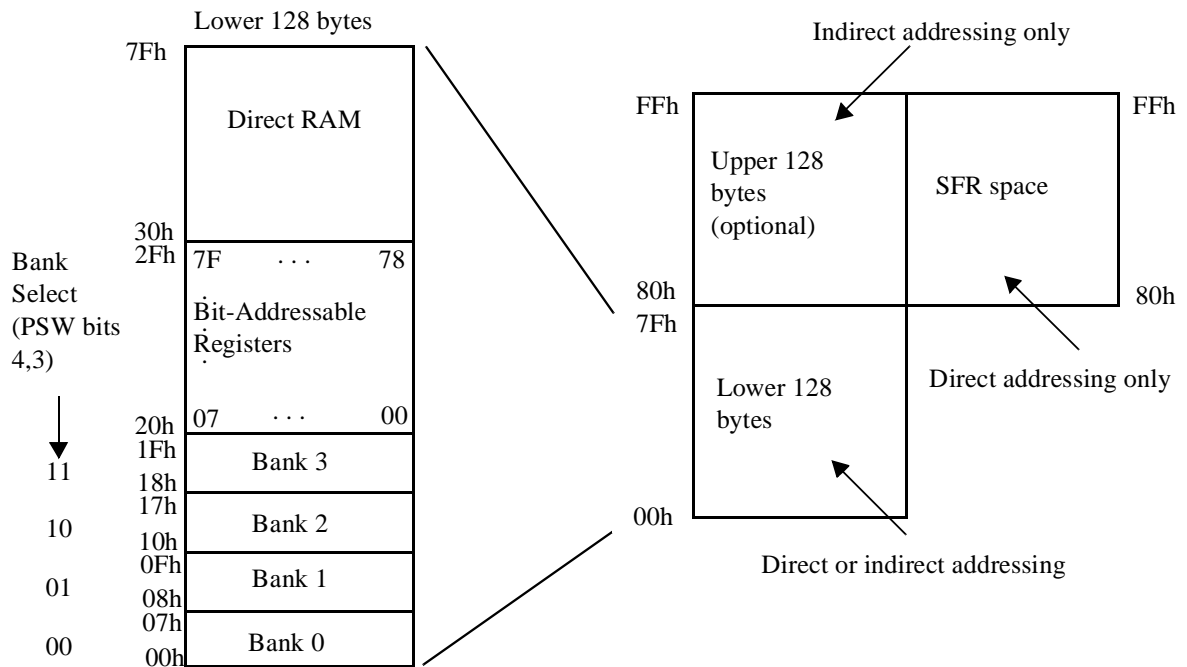 Lower 128 bytes
7Fh
Direct RAM
30h
2Fh
7F . . . 78
.
Bit-Addressable
.
Registers
.
07 . . . 00
20h
1Fh
Bank 3
18h
17h
Bank 2
10h
0Fh
Bank 1
08h
07h
Bank 0
00h
Bank
Select
(PSW bits
4,3)
11
10
01
00
Indirect addressing only
FFh
FFh
Upper 128
bytes
(optional)
SFR space
80h
80h
7Fh
Direct addressing only
Lower 128
bytes
00h
Direct or indirect addressing